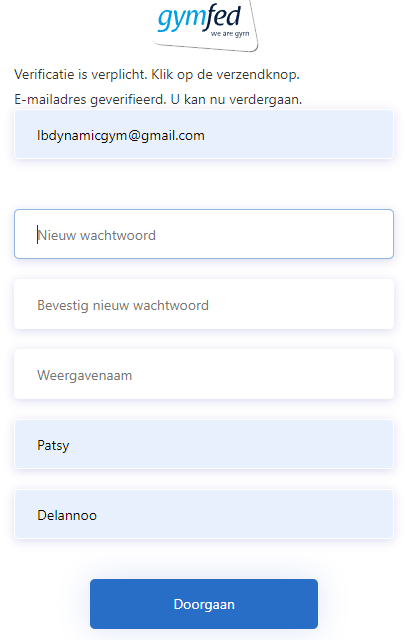 gymfed
we are gym
Verificatie is verplicht. Klik op de verzendknop.
E-mailadres geverifieerd. U kan nu verdergaan.
lbdynamicgym@gmail.com
Nieuw wachtwoord
Bevestig nieuw wachtwoord
Weergavenaam
Patsy
Delannoo
Doorgaan